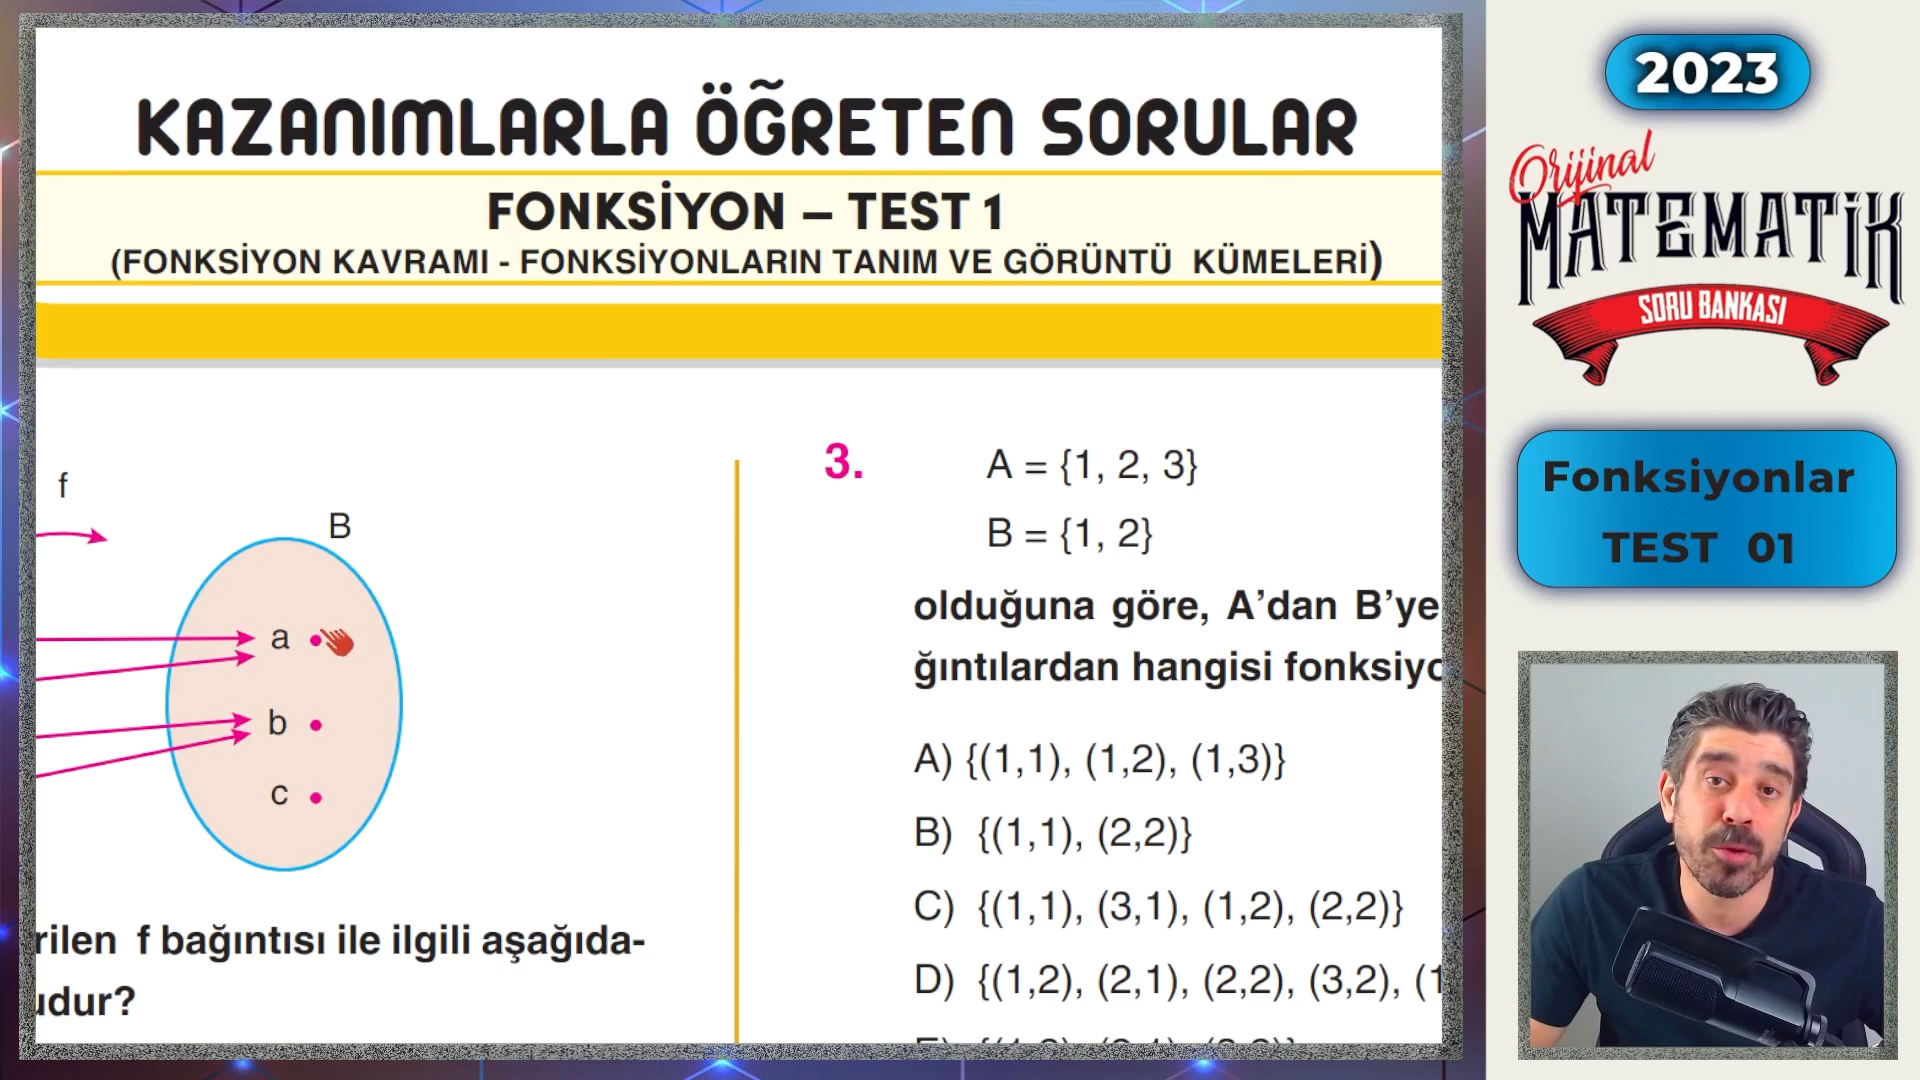 KAZANIMLARLA ÖĞRETEN SORULAR
FONKSİYON – TEST 1
(FONKSİYON KAVRAMI - FONKSİYONLARIN TANIM VE GÖRÜNTÜ KÜMELERİ)
f
B
a
b
c
f bağıntısı ile ilgili aşağıda-
3.
A = {1, 2, 3}
B = {1, 2}
olduğuna göre, A’dan B’ye
ğıntılardan hangisi
A) {(1,1), (1,2), (1,3)}
B) {(1,1), (2,2)}
C) {(1,1), (3,1), (1,2), (2,2)}
D) {(1,2), (2,1), (2,2), (3,2), (1
2023
Orijinal
MATEMATİK
SORU BANKASI
Fonksiyonlar
TEST 01